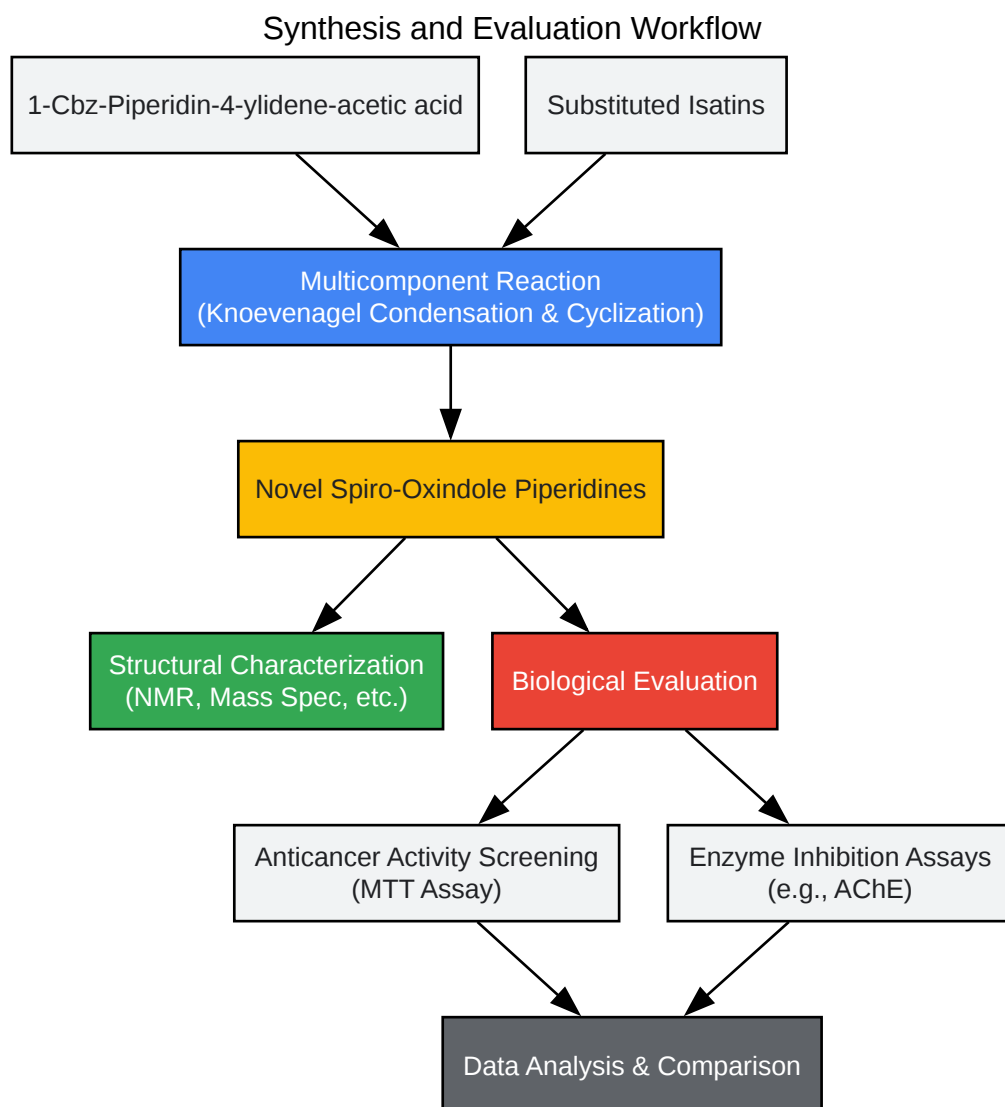 Synthesis and Evaluation Workflow
1-Cbz-Piperidin-4-ylidene-acetic acid
Substituted Isatins
Multicomponent Reaction
(Knoevenagel Condensation & Cyclization)
Novel Spiro-Oxindole Piperidines
Structural Characterization
(NMR, Mass Spec, etc.)
Biological Evaluation
Anticancer Activity Screening
(MTT Assay)
Enzyme Inhibition Assays
(e.g., AChE)
Data Analysis & Comparison